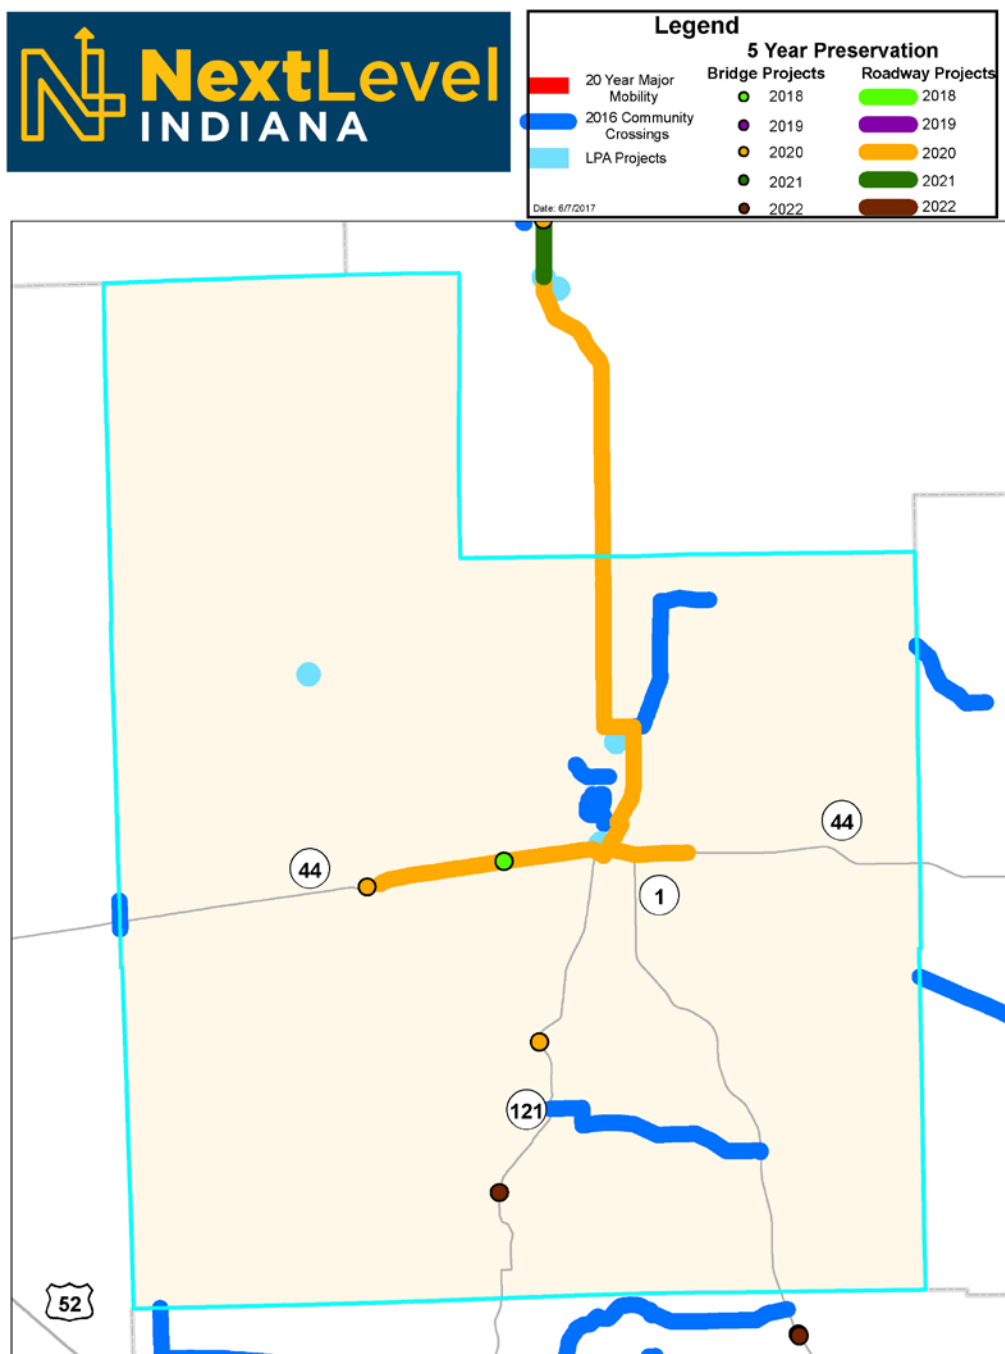 NextLevel
INDIANA
Legend
5 Year Preservation
20 Year Major
Mobility
2016 Community
Crossings
LPA Projects
Date: 6/7/2017
Bridge Projects
2018
2019
2020
2021
2022
Roadway Projects
2018
2019
2020
2021
2022
44
44
1
121
52